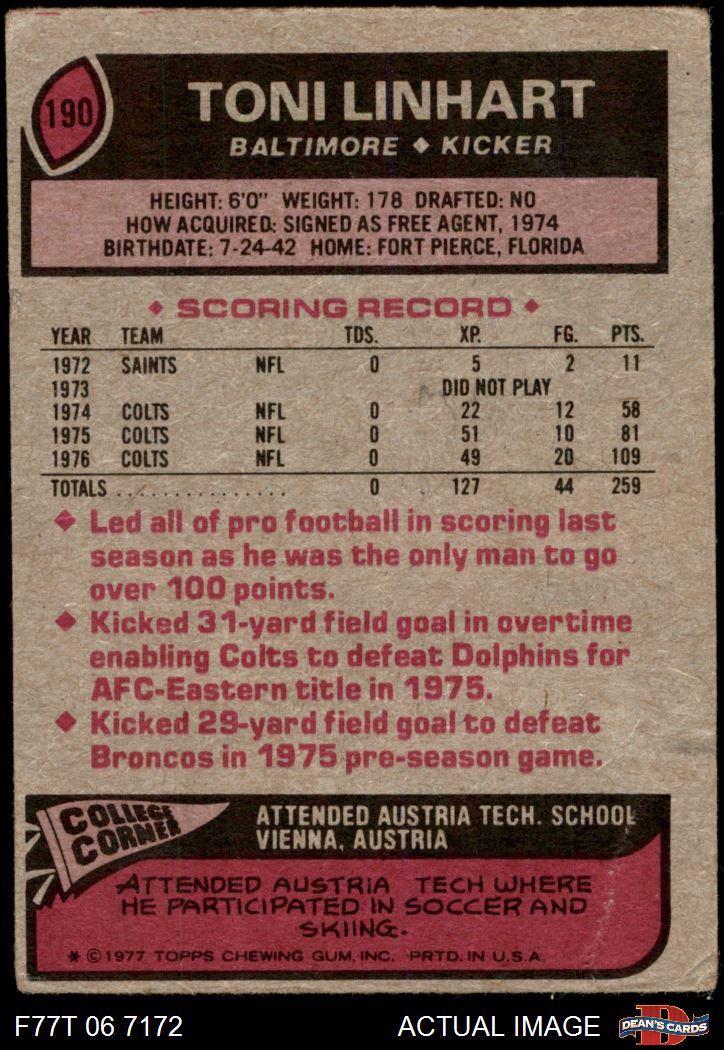 190
TONI LINHART
BALTIMORE ♦ KICKER
HEIGHT: 6'0" WEIGHT: 178 DRAFTED: NO
HOW ACQUIRED: SIGNED AS FREE AGENT, 1974
BIRTHDATE: 7-24-42 HOME: FORT PIERCE, FLORIDA
♦ SCORING RECORD ♦
YEAR TEAM TDS. XP. FG. PTS.
1972 SAINTS NFL 0 5 2 11
1973 DID NOT PLAY
1974 COLTS NFL 0 22 12 58
1975 COLTS NFL 0 51 10 81
1976 COLTS NFL 0 49 20 109
TOTALS ................ 0 127 44 259
♦ Led all of pro football in scoring last
season as he was the only man to go
over 100 points.
♦ Kicked 31-yard field goal in overtime
enabling Colts to defeat Dolphins for
AFC-Eastern title in 1975.
♦ Kicked 29-yard field goal to defeat
Broncos in 1975 pre-season game.
COLLEGE
CORNER
ATTENDED AUSTRIA TECH. SCHOOL
VIENNA, AUSTRIA
ATTENDED AUSTRIA TECH WHERE
HE PARTICIPATED IN SOCCER AND
SKIING.
* © 1977 TOPPS CHEWING GUM, INC. PRTD. IN U.S.A.
F77T 06 7172 ACTUAL IMAGE
D
DEAN'S CARDS